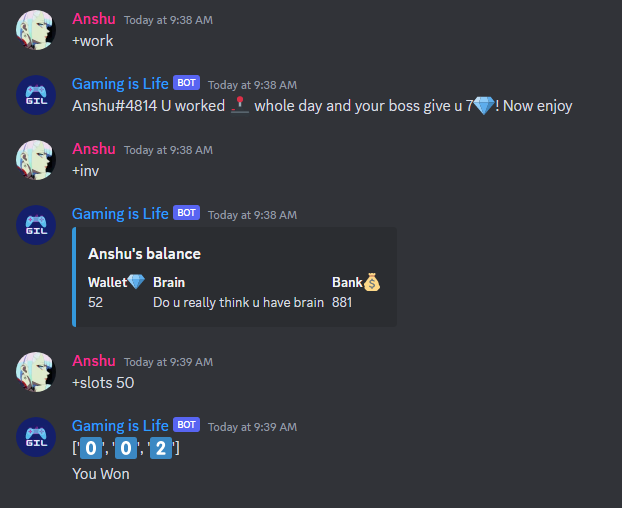 Anshu Today at 9:38 AM
+work
Gaming is Life BOT Today at 9:38 AM
GIL
Anshu#4814 U worked 🕹️ whole day and your boss give u 7💎! Now enjoy
Anshu Today at 9:38 AM
+inv
Gaming is Life BOT Today at 9:38 AM
GIL
Anshu's balance
Wallet💎 Brain Bank💰
52 Do u really think u have brain 881
Anshu Today at 9:39 AM
+slots 50
Gaming is Life BOT Today at 9:39 AM
GIL
['0️⃣', '0️⃣', '2️⃣']
You Won